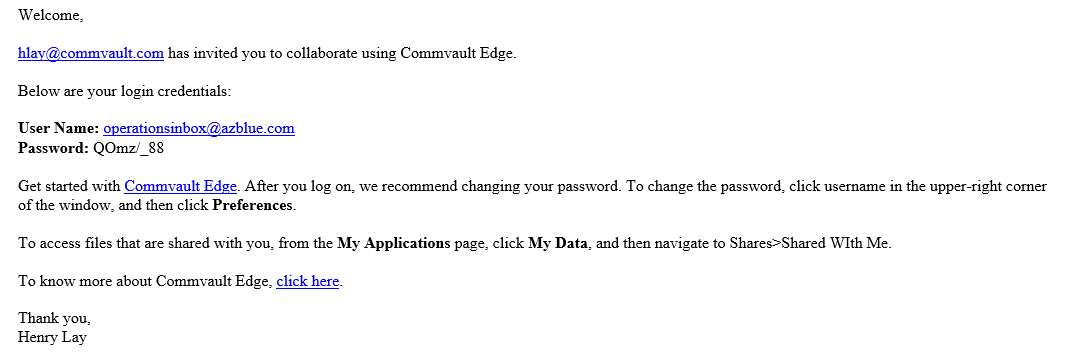 Welcome,
hlay@commvault.com has invited you to collaborate using Commvault Edge.
Below are your login credentials:
User Name: operationsinbox@azblue.com
Password: QOmz/_88
Get started with Commvault Edge. After you log on, we recommend changing your password. To change the password, click username in the upper-right corner
of the window, and then click Preferences.
To access files that are shared with you, from the My Applications page, click My Data, and then navigate to Shares>Shared WIth Me.
To know more about Commvault Edge, click here.
Thank you,
Henry Lay